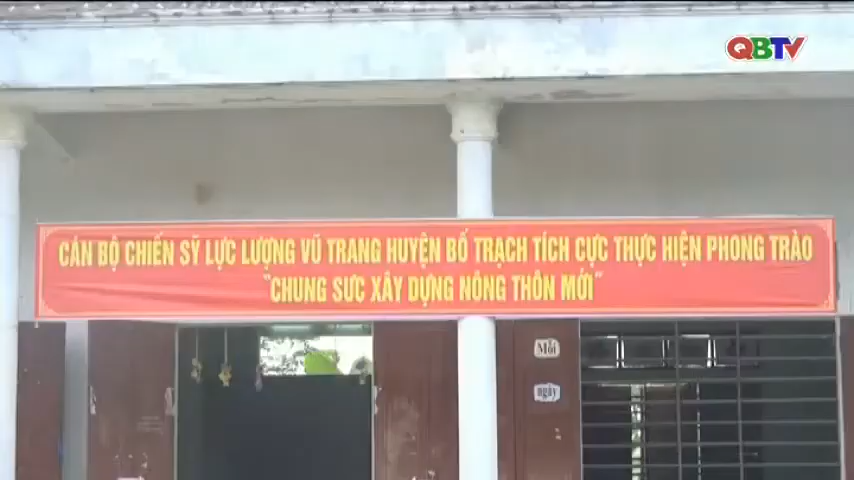 QBTV
CÁN BỘ CHIẾN SỸ LỰC LƯỢNG VŨ TRANG HUYỆN BỐ TRẠCH TÍCH CỰC THỰC HIỆN PHONG TRÀO
"CHUNG SỨC XÂY DỰNG NÔNG THÔN MỚI"
Mỗi
ngày